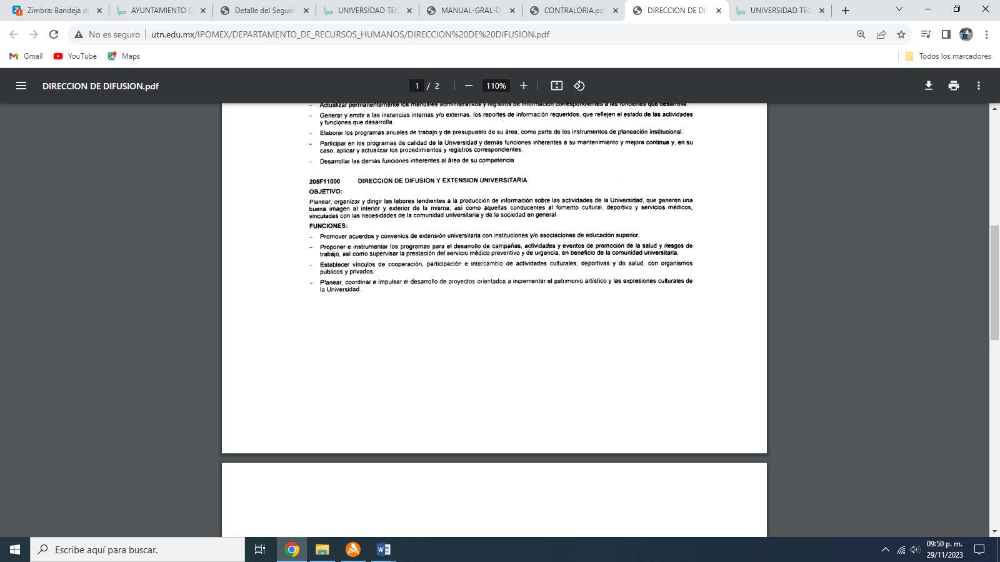 Zimbra: Bandeja d
AYUNTAMIENTO D
Detalle del Seguim
UNIVERSIDAD TEC
MANUAL-GRAL-D
CONTRALORIA.pd
DIRECCION DE DI
UNIVERSIDAD TEC
No es seguro
utn.edu.mx/IPOMEX/DEPARTAMENTO_DE_RECURSOS_HUMANOS/DIRECCION%20DE%20DIFUSION.pdf
Gmail
YouTube
Maps
Todos los marcadores
DIRECCION DE DIFUSION.pdf
1 / 2
110%
- Actualizar permanentemente los manuales administrativos y registros de información correspondientes a las funciones que desarrolla.
- Generar y emitir a las instancias internas y/o externas, los reportes de información requeridos, que reflejen el estado de las actividades
y funciones que desarrolla.
- Elaborar los programas anuales de trabajo y de presupuesto de su área, como parte de los instrumentos de planeación institucional.
- Participar en los programas de calidad de la Universidad y demás funciones inherentes a su mantenimiento y mejora continua y, en su
caso, aplicar y actualizar los procedimientos y registros correspondientes.
- Desarrollar las demás funciones inherentes al área de su competencia.
205F11000 DIRECCION DE DIFUSION Y EXTENSION UNIVERSITARIA
OBJETIVO:
Planear, organizar y dirigir las labores tendientes a la producción de información sobre las actividades de la Universidad, que generen una
buena imagen al interior y exterior de la misma, así como aquellas conducentes al fomento cultural, deportivo y servicios médicos,
vinculadas con las necesidades de la comunidad universitaria y de la sociedad en general.
FUNCIONES:
- Promover acuerdos y convenios de extensión universitaria con instituciones y/o asociaciones de educación superior.
- Proponer e instrumentar los programas para el desarrollo de campañas, actividades y eventos de promoción de la salud y riesgos de
trabajo, así como supervisar la prestación del servicio médico preventivo y de urgencia, en beneficio de la comunidad universitaria.
- Establecer vínculos de cooperación, participación e intercambio de actividades culturales, deportivas y de salud, con organismos
públicos y privados.
- Planear, coordinar e impulsar el desarrollo de proyectos orientados a incrementar el patrimonio artístico y las expresiones culturales de
la Universidad.
Escribe aquí para buscar.
09:50 p. m.
29/11/2023